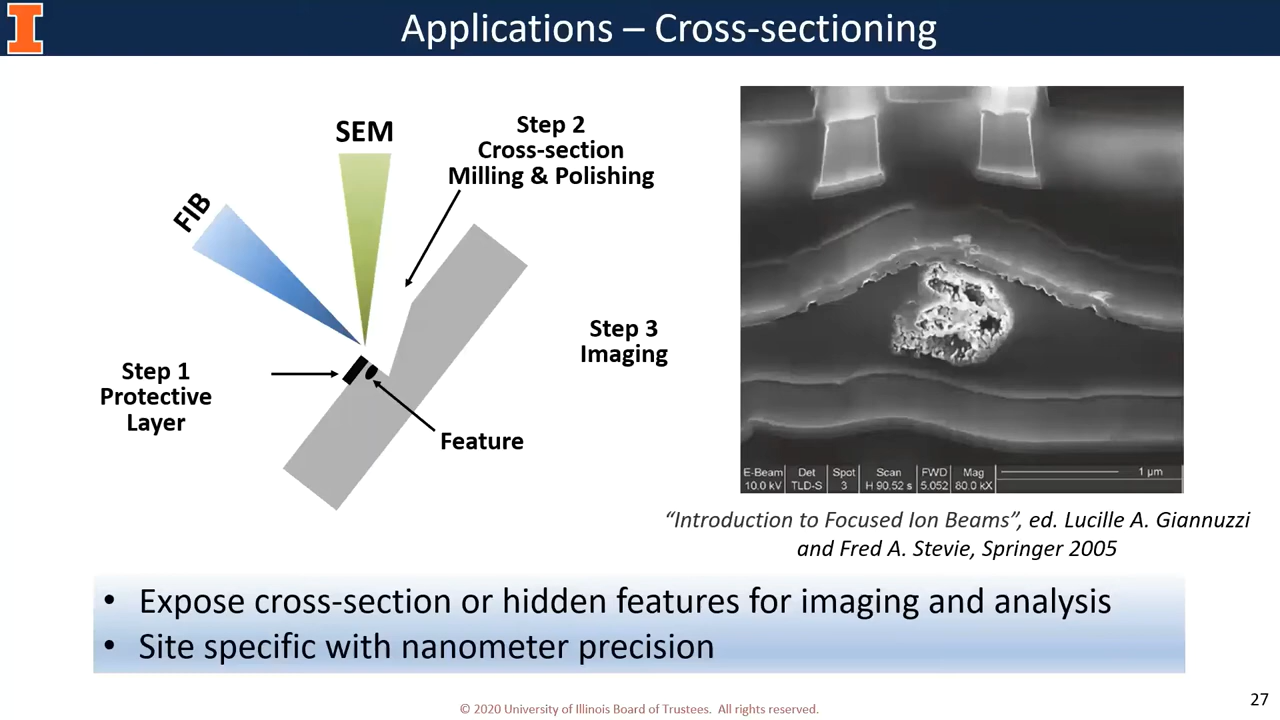 Applications – Cross-sectioning
SEM
FIB
Step 2
Cross-section
Milling & Polishing
Step 3
Imaging
Step 1
Protective
Layer
Feature
E-Beam Det Spot Scan FWD Mag 1 µm
10.0 kV TLD-S 3 H 90.52 s 5.052 80.0 kX
“Introduction to Focused Ion Beams”, ed. Lucille A. Giannuzzi
and Fred A. Stevie, Springer 2005
• Expose cross-section or hidden features for imaging and analysis
• Site specific with nanometer precision
27
© 2020 University of Illinois Board of Trustees. All rights reserved.